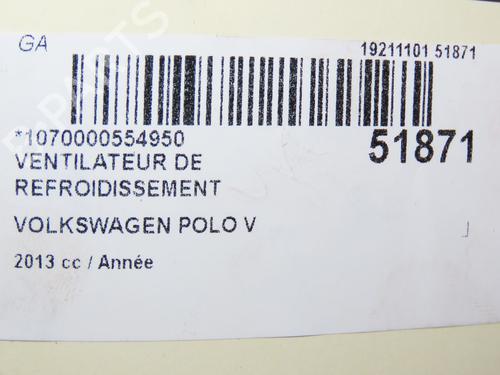 GA
19211101 51871
*1070000554950
51871
VENTILATEUR DE
REFROIDISSEMENT
VOLKSWAGEN POLO V
2013 cc / Année